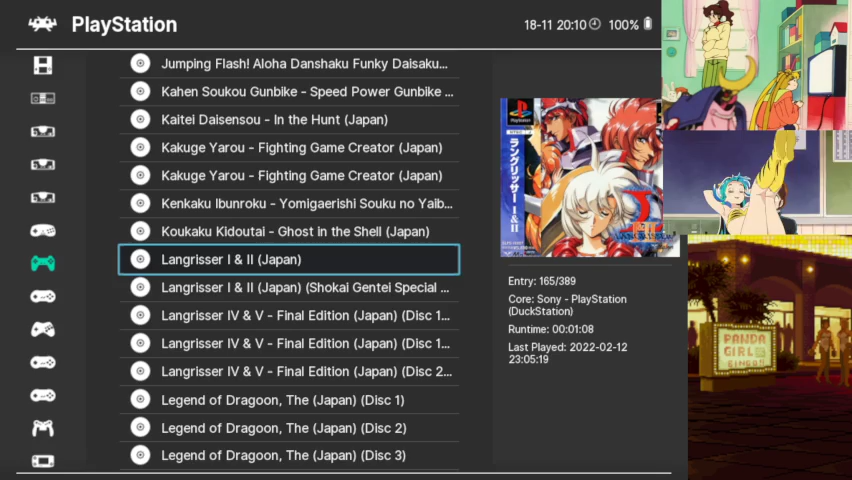 PlayStation
18-11 20:10 100%
Jumping Flash! Aloha Danshaku Funky Daisaku...
Kahen Soukou Gunbike - Speed Power Gunbike ...
Kaitei Daisensou - In the Hunt (Japan)
Kakuge Yarou - Fighting Game Creator (Japan)
Kakuge Yarou - Fighting Game Creator (Japan)
Kenkaku Ibunroku - Yomigaerishi Souku no Yaib...
Koukaku Kidoutai - Ghost in the Shell (Japan)
Langrisser I & II (Japan)
Langrisser I & II (Japan) (Shokai Gentei Special ...
Langrisser IV & V - Final Edition (Japan) (Disc 1...
Langrisser IV & V - Final Edition (Japan) (Disc 1...
Langrisser IV & V - Final Edition (Japan) (Disc 2...
Legend of Dragoon, The (Japan) (Disc 1)
Legend of Dragoon, The (Japan) (Disc 2)
Legend of Dragoon, The (Japan) (Disc 3)
PlayStation
ラングリッサーI&II
Entry: 165/389
Core: Sony - PlayStation
(DuckStation)
Runtime: 00:01:08
Last Played: 2022-02-12
23:05:19
PANDA
GIRL